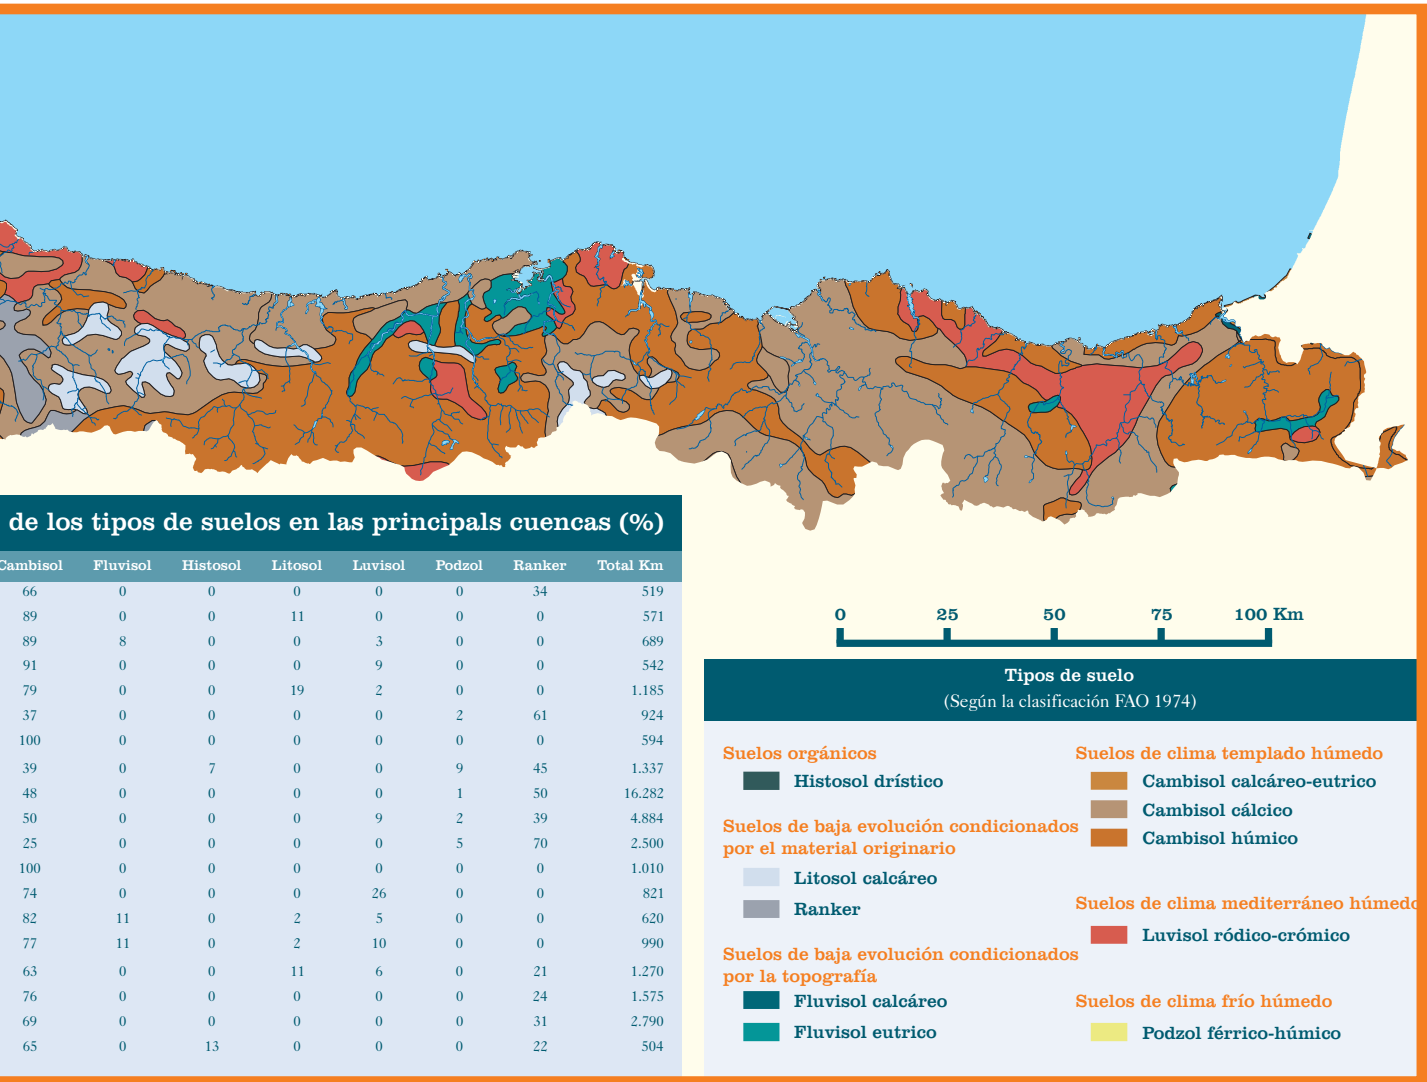 de los tipos de suelos en las principals cuencas (%)
Cambisol Fluvisol Histosol Litosol Luvisol Podzol Ranker Total Km
66 0 0 0 0 0 34 519
89 0 0 11 0 0 0 571
89 8 0 0 3 0 0 689
91 0 0 0 9 0 0 542
79 0 0 19 2 0 0 1.185
37 0 0 0 0 2 61 924
100 0 0 0 0 0 0 594
39 0 7 0 0 9 45 1.337
48 0 0 0 0 1 50 16.282
50 0 0 0 9 2 39 4.884
25 0 0 0 0 5 70 2.500
100 0 0 0 0 0 0 1.010
74 0 0 0 26 0 0 821
82 11 0 2 5 0 0 620
77 11 0 2 10 0 0 990
63 0 0 11 6 0 21 1.270
76 0 0 0 0 0 24 1.575
69 0 0 0 0 0 31 2.790
65 0 13 0 0 0 22 504
0 25 50 75 100 Km
Tipos de suelo
(Según la clasificación FAO 1974)
Suelos orgánicos
Histosol drístico
Suelos de baja evolución condicionados
por el material originario
Litosol calcáreo
Ranker
Suelos de baja evolución condicionados
por la topografía
Fluvisol calcáreo
Fluvisol eutrico
Suelos de clima templado húmedo
Cambisol calcáreo-eutrico
Cambisol cálcico
Cambisol húmico
Suelos de clima mediterráneo húmedo
Luvisol ródico-crómico
Suelos de clima frío húmedo
Podzol férrico-húmico